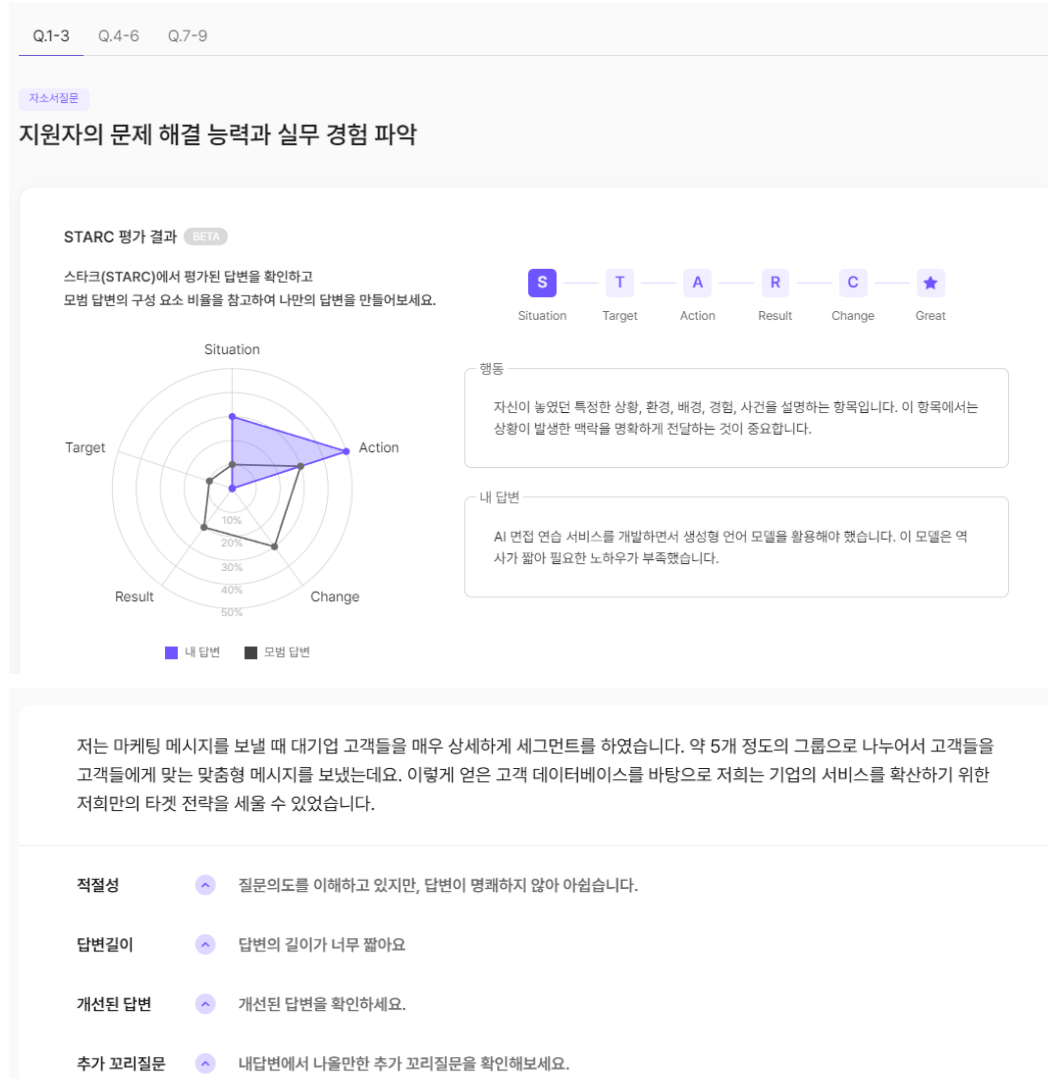 Q.1-3 Q.4-6 Q.7-9
자소서질문
지원자의 문제 해결 능력과 실무 경험 파악
STARC 평가 결과 BETA
스타크(STARC)에서 평가된 답변을 확인하고
모범 답변의 구성 요소 비율을 참고하여 나만의 답변을 만들어보세요.
Situation
Target
Action
Result
Change
10%
20%
30%
40%
50%
내 답변 모범 답변
S T A R C
Situation Target Action Result Change Great
행동
자신이 놓였던 특정한 상황, 환경, 배경, 경험, 사건을 설명하는 항목입니다. 이 항목에서는
상황이 발생한 맥락을 명확하게 전달하는 것이 중요합니다.
내 답변
AI 면접 연습 서비스를 개발하면서 생성형 언어 모델을 활용해야 했습니다. 이 모델은 역
사가 짧아 필요한 노하우가 부족했습니다.
저는 마케팅 메시지를 보낼 때 대기업 고객들을 매우 상세하게 세그먼트를 하였습니다. 약 5개 정도의 그룹으로 나누어서 고객들을
고객들에게 맞는 맞춤형 메시지를 보냈는데요. 이렇게 얻은 고객 데이터베이스를 바탕으로 저희는 기업의 서비스를 확산하기 위한
저희만의 타겟 전략을 세울 수 있었습니다.
적절성 질문의도를 이해하고 있지만, 답변이 명쾌하지 않아 아쉽습니다.
답변길이 답변의 길이가 너무 짧아요
개선된 답변 개선된 답변을 확인하세요.
추가 꼬리질문 내답변에서 나올만한 추가 꼬리질문을 확인해보세요.